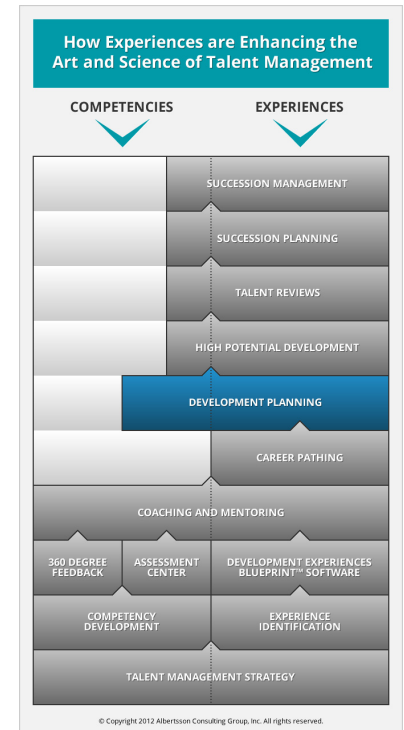 How Experiences are Enhancing the
Art and Science of Talent Management
COMPETENCIES
EXPERIENCES
SUCCESSION MANAGEMENT
SUCCESSION PLANNING
TALENT REVIEWS
HIGH POTENTIAL DEVELOPMENT
DEVELOPMENT PLANNING
CAREER PATHING
COACHING AND MENTORING
360 DEGREE
FEEDBACK
ASSESSMENT
CENTER
DEVELOPMENT EXPERIENCES
BLUEPRINT™ SOFTWARE
COMPETENCY
DEVELOPMENT
EXPERIENCE
IDENTIFICATION
TALENT MANAGEMENT STRATEGY
© Copyright 2012 Albertsson Consulting Group, Inc. All rights reserved.